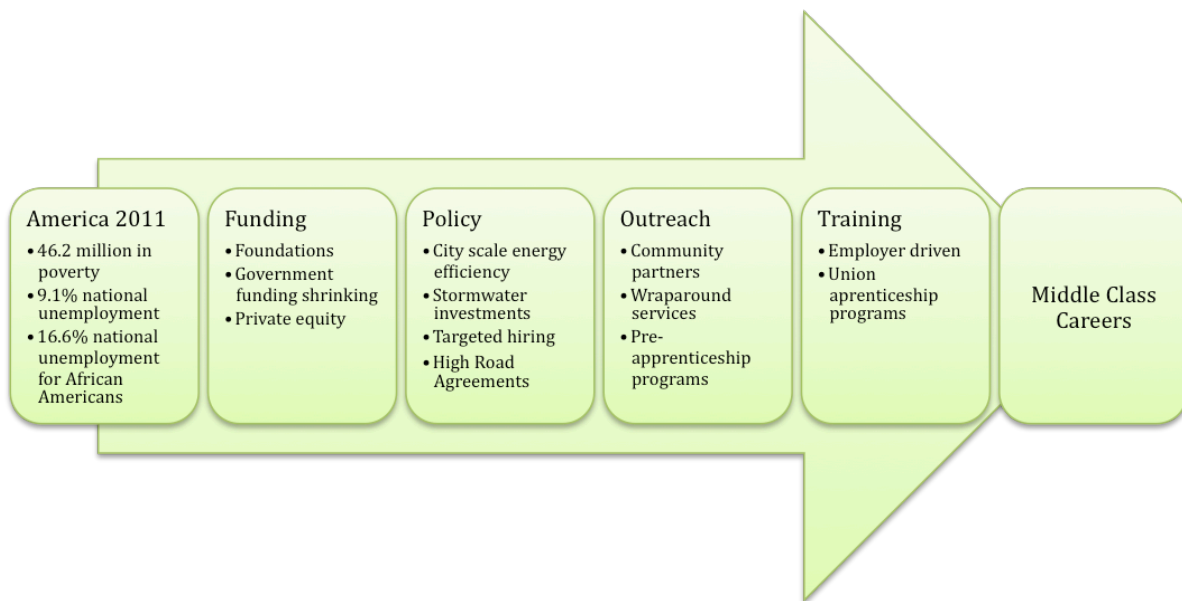 America 2011
• 46.2 million in
poverty
• 9.1% national
unemployment
• 16.6% national
unemployment
for African
Americans
Funding
• Foundations
• Government
funding shrinking
• Private equity
Policy
• City scale energy
efficiency
• Stormwater
investments
• Targeted hiring
• High Road
Agreements
Outreach
• Community
partners
• Wraparound
services
• Pre-
apprenticeship
programs
Training
• Employer driven
• Union
aprenticeship
programs
Middle Class
Careers